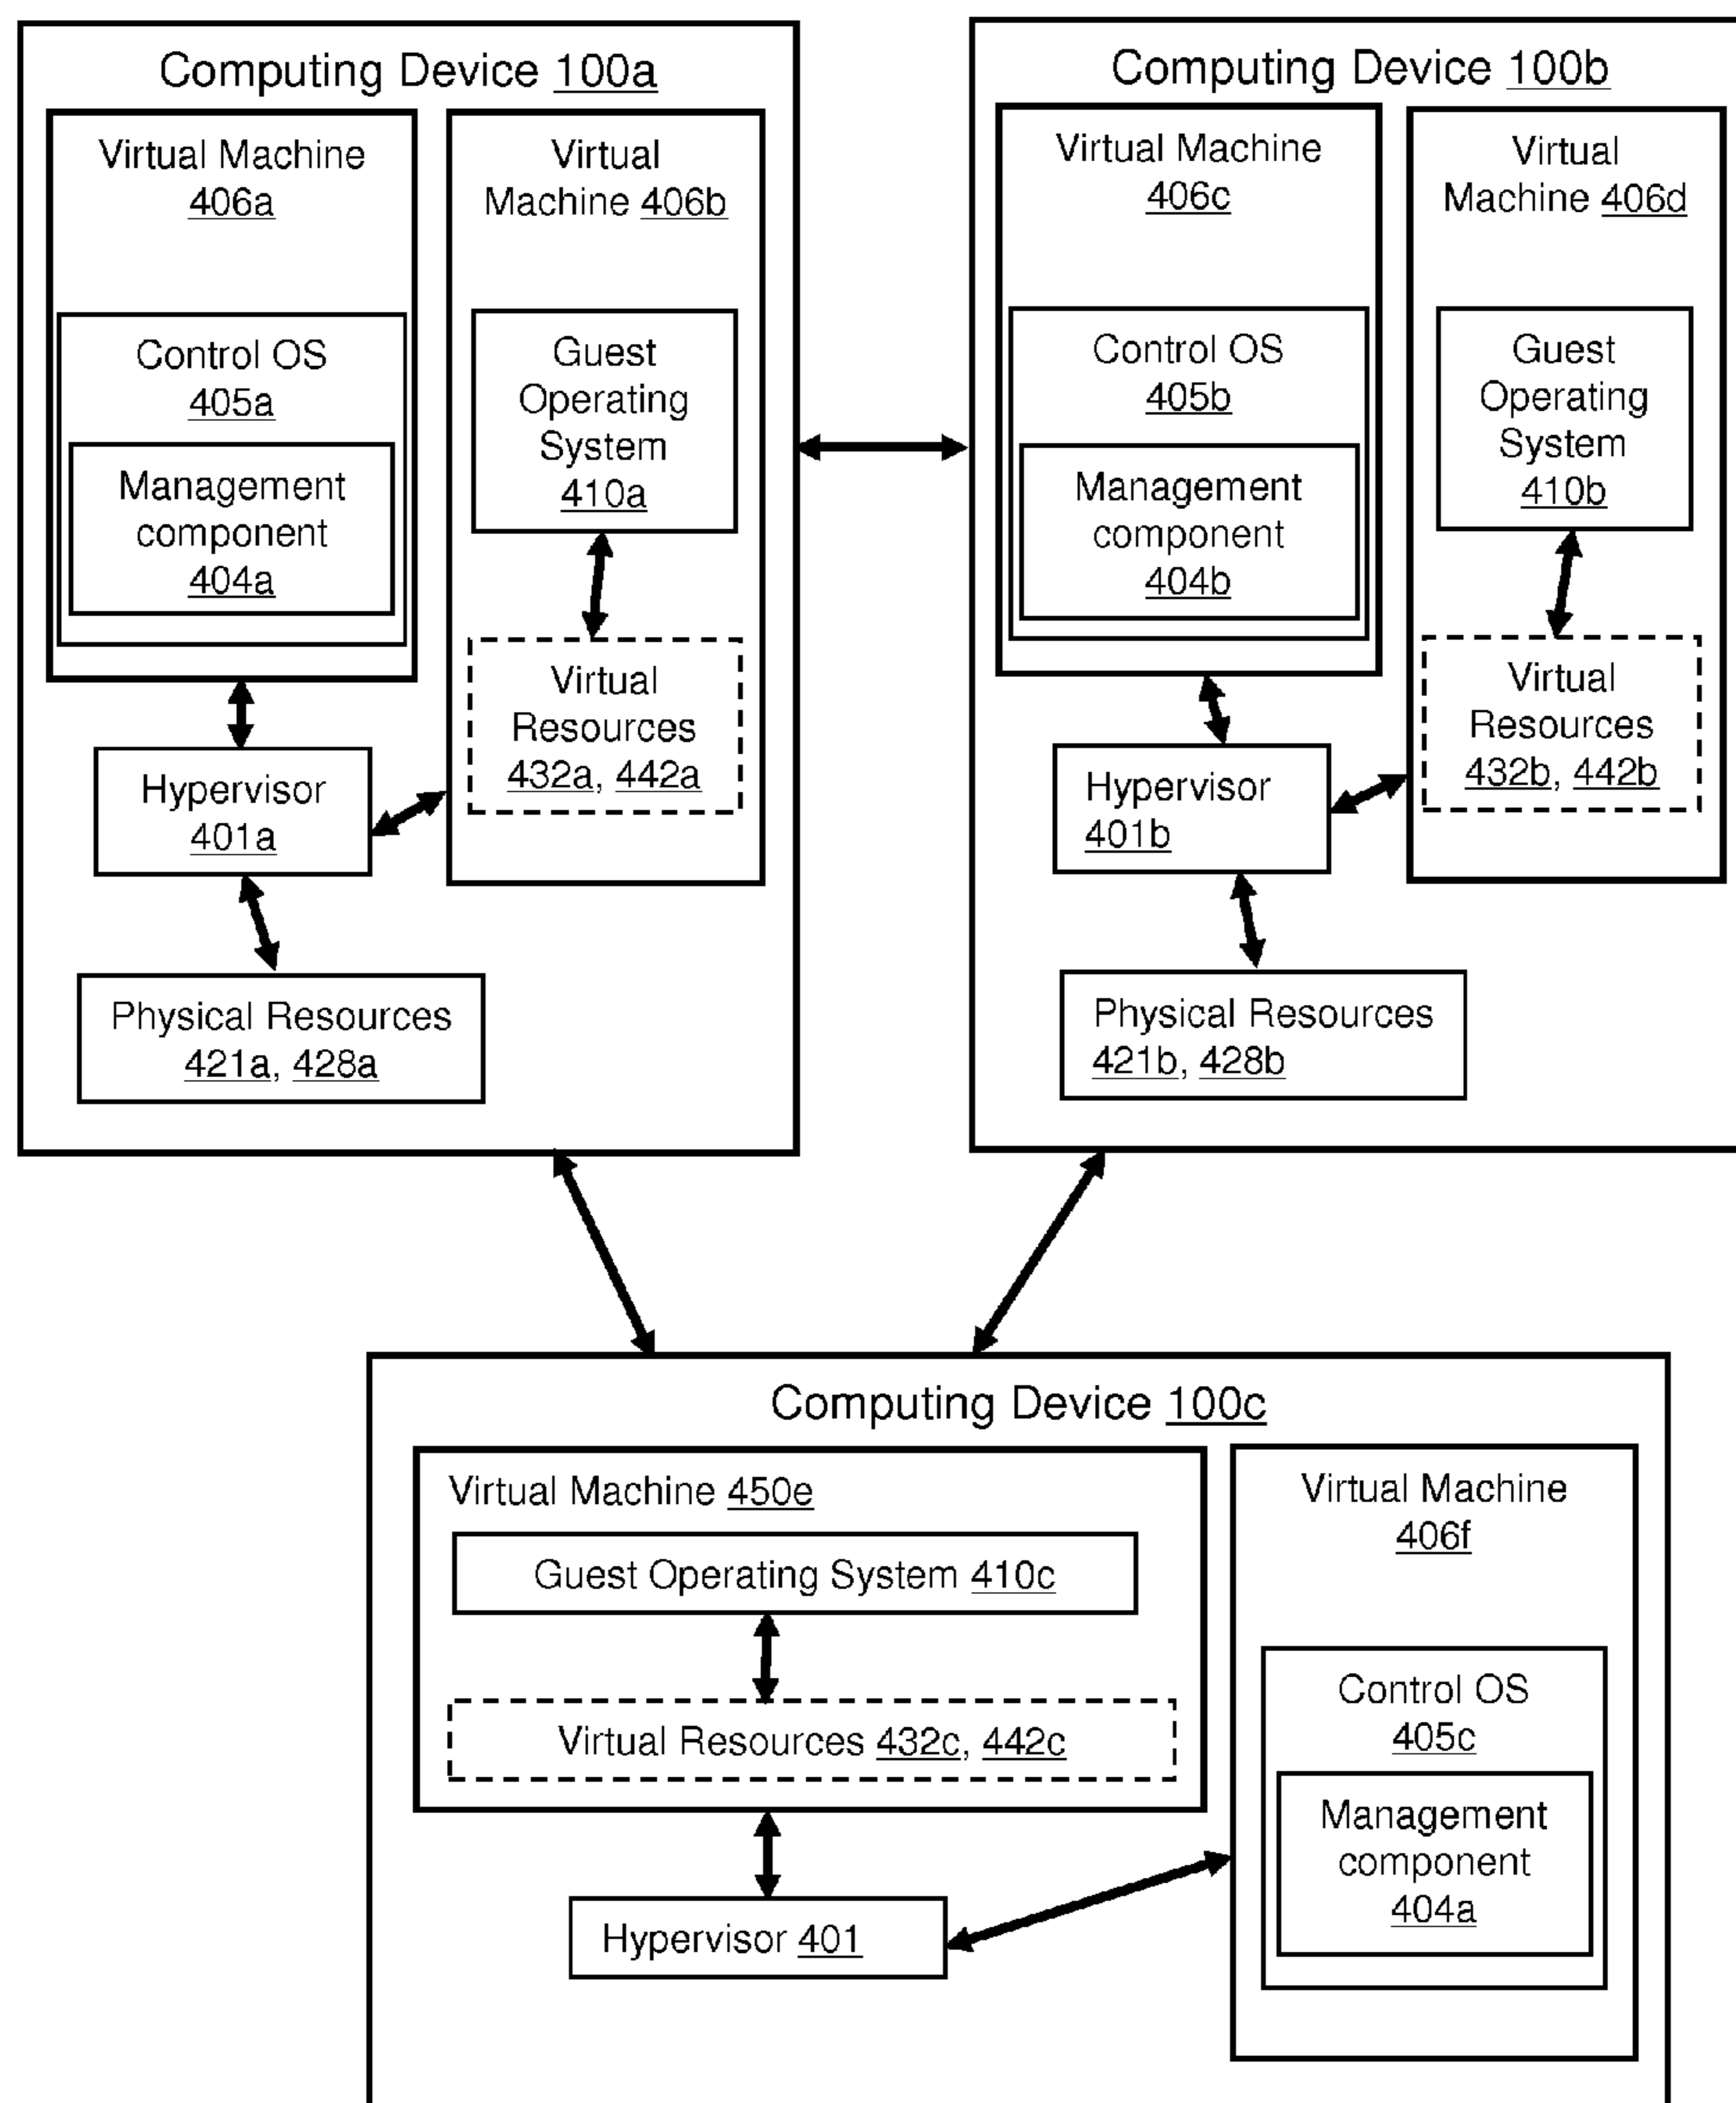 Computing Device 100a
Virtual Machine
406a
Control OS
405a
Management
component
404a
Virtual
Machine 406b
Guest
Operating
System
410a
Virtual
Resources
432a, 442a
Hypervisor
401a
Physical Resources
421a, 428a
Computing Device 100b
Virtual Machine
406c
Control OS
405b
Management
component
404b
Virtual
Machine 406d
Guest
Operating
System
410b
Virtual
Resources
432b, 442b
Hypervisor
401b
Physical Resources
421b, 428b
Computing Device 100c
Virtual Machine 450e
Guest Operating System 410c
Virtual Resources 432c, 442c
Hypervisor 401
Virtual Machine
406f
Control OS
405c
Management
component
404a